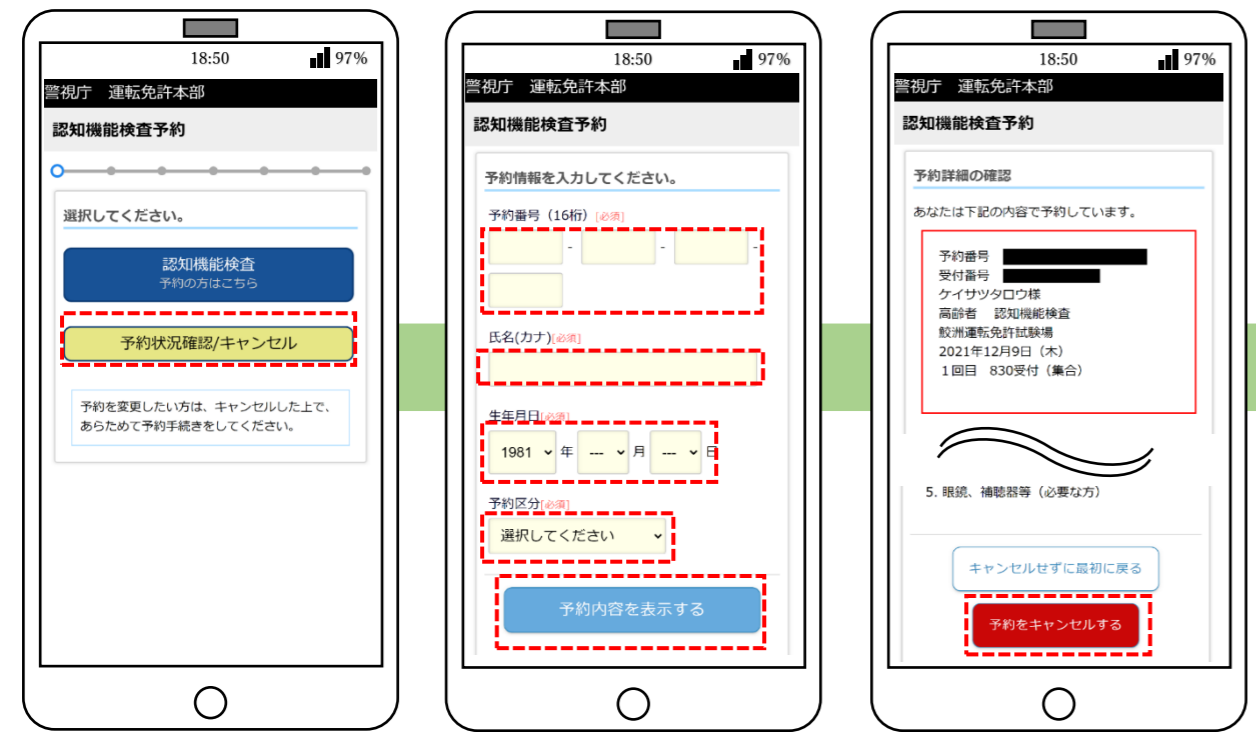 18:50
97%
警視庁 運転免許本部
認知機能検査予約
選択してください。
認知機能検査
予約の方はこちら
予約状況確認/キャンセル
予約を変更したい方は、キャンセルした上で、
あらためて予約手続きをしてください。
18:50
97%
警視庁 運転免許本部
認知機能検査予約
予約情報を入力してください。
予約番号（16桁）[必須]
- - -
氏名(カナ)[必須]
生年月日[必須]
1981 年 --- 月 --- 日
予約区分[必須]
選択してください
予約内容を表示する
18:50
97%
警視庁 運転免許本部
認知機能検査予約
予約詳細の確認
あなたは下記の内容で予約しています。
予約番号
受付番号
ケイサツタロウ様
高齢者 認知機能検査
鮫洲運転免許試験場
2021年12月9日（木）
1回目 830受付（集合）
5. 眼鏡、補聴器等（必要な方）
キャンセルせずに最初に戻る
予約をキャンセルする